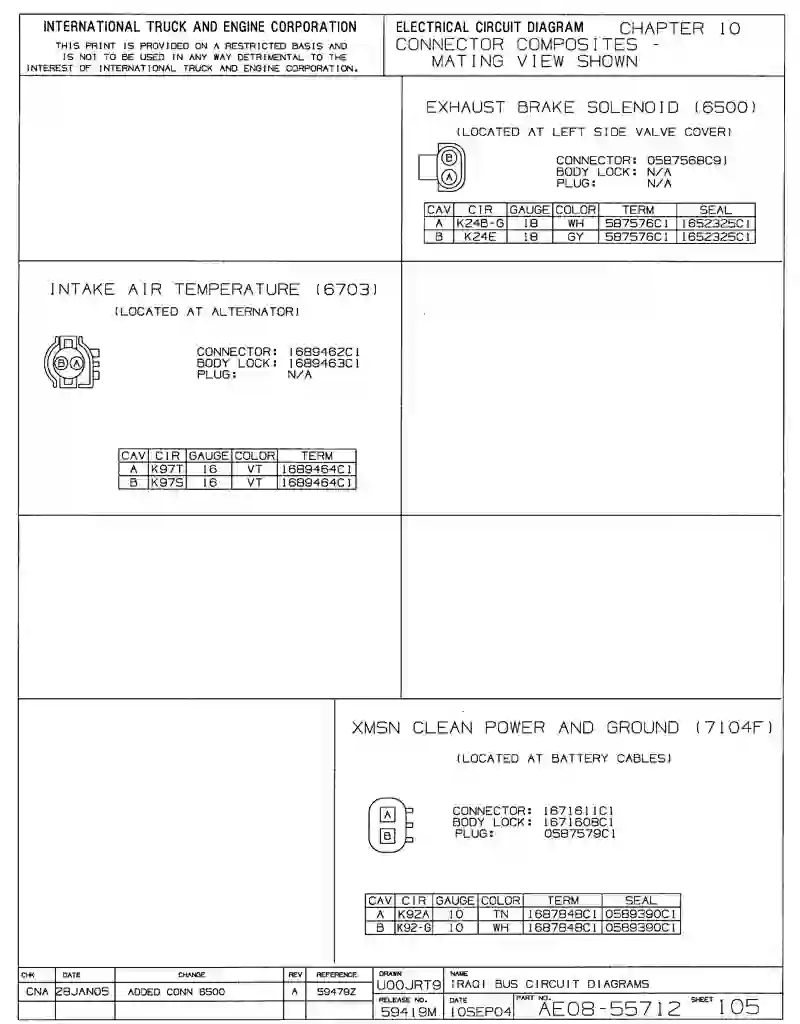 INTERNATIONAL TRUCK AND ENGINE CORPORATION
THIS PRINT IS PROVIDED ON A RESTRICTED BASIS AND
IS NOT TO BE USED IN ANY WAY DETRIMENTAL TO THE
INTEREST OF INTERNATIONAL TRUCK AND ENGINE CORPORATION.
ELECTRICAL CIRCUIT DIAGRAM CHAPTER 10
CONNECTOR COMPOSITES -
MATING VIEW SHOWN
EXHAUST BRAKE SOLENOID (6500)
(LOCATED AT LEFT SIDE VALVE COVER)
B
A
CONNECTOR: 0587568C91
BODY LOCK: N/A
PLUG: N/A
CAV CIR GAUGE COLOR TERM SEAL
A K24B-G 18 WH 587576C1 1652325C1
B K24E 18 GY 587576C1 1652325C1
INTAKE AIR TEMPERATURE (6703)
(LOCATED AT ALTERNATOR)
B A
CONNECTOR: 1689462C1
BODY LOCK: 1689463C1
PLUG: N/A
CAV CIR GAUGE COLOR TERM
A K97T 16 VT 1689464C1
B K97S 16 VT 1689464C1
XMSN CLEAN POWER AND GROUND (7104F)
(LOCATED AT BATTERY CABLES)
A
B
CONNECTOR: 1671611C1
BODY LOCK: 1671608C1
PLUG: 0587579C1
CAV CIR GAUGE COLOR TERM SEAL
A K92A 10 TN 1687848C1 0589390C1
B K92-G 10 WH 1687848C1 0589390C1
CHK DATE CHANGE REV REFERENCE
CNA 28JAN05 ADDED CONN 6500 A 59479Z
DRAWN
U00JRT9
NAME
IRAQI BUS CIRCUIT DIAGRAMS
RELEASE NO.
59419M
DATE
10SEP04
PART NO.
AE08-55712
SHEET 105